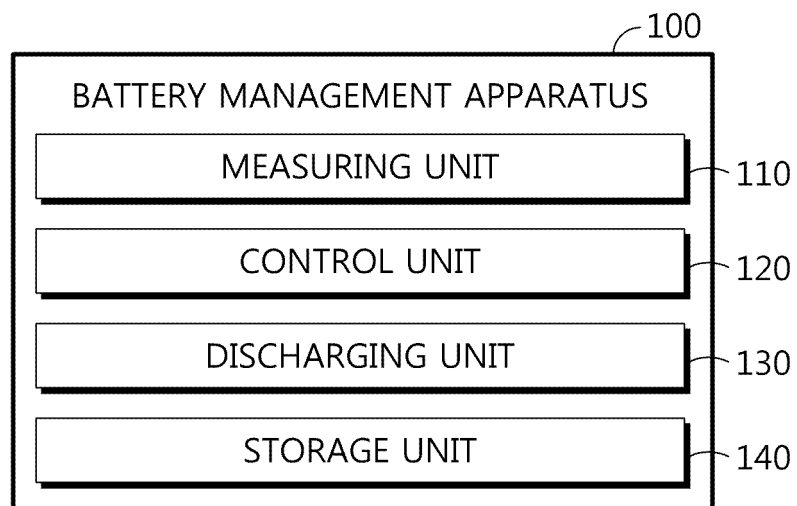 100
BATTERY MANAGEMENT APPARATUS
MEASURING UNIT
110
CONTROL UNIT
120
DISCHARGING UNIT
130
STORAGE UNIT
140